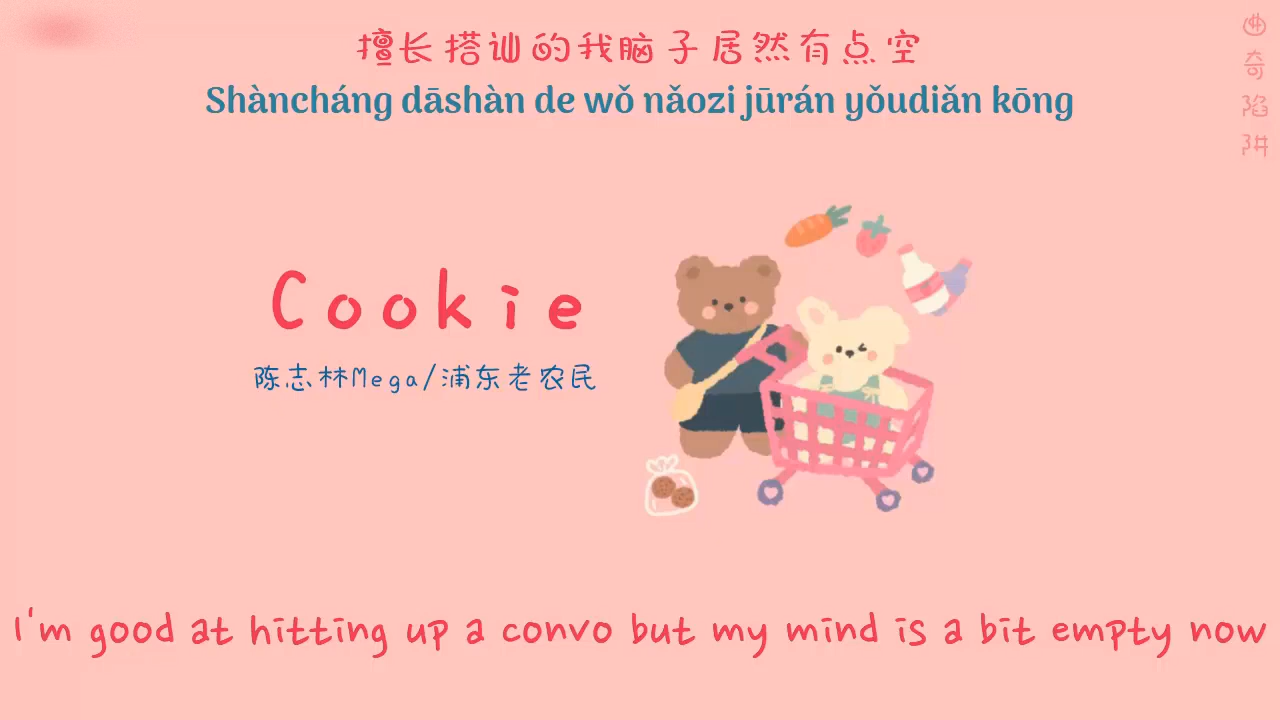 擅长搭讪的我脑子居然有点空
Shàncháng dāshàn de wǒ nǎozi jūrán yǒudiǎn kōng
曲奇陷阱
Cookie
陈志林Mega/浦东老农民
I'm good at hitting up a convo but my mind is a bit empty now